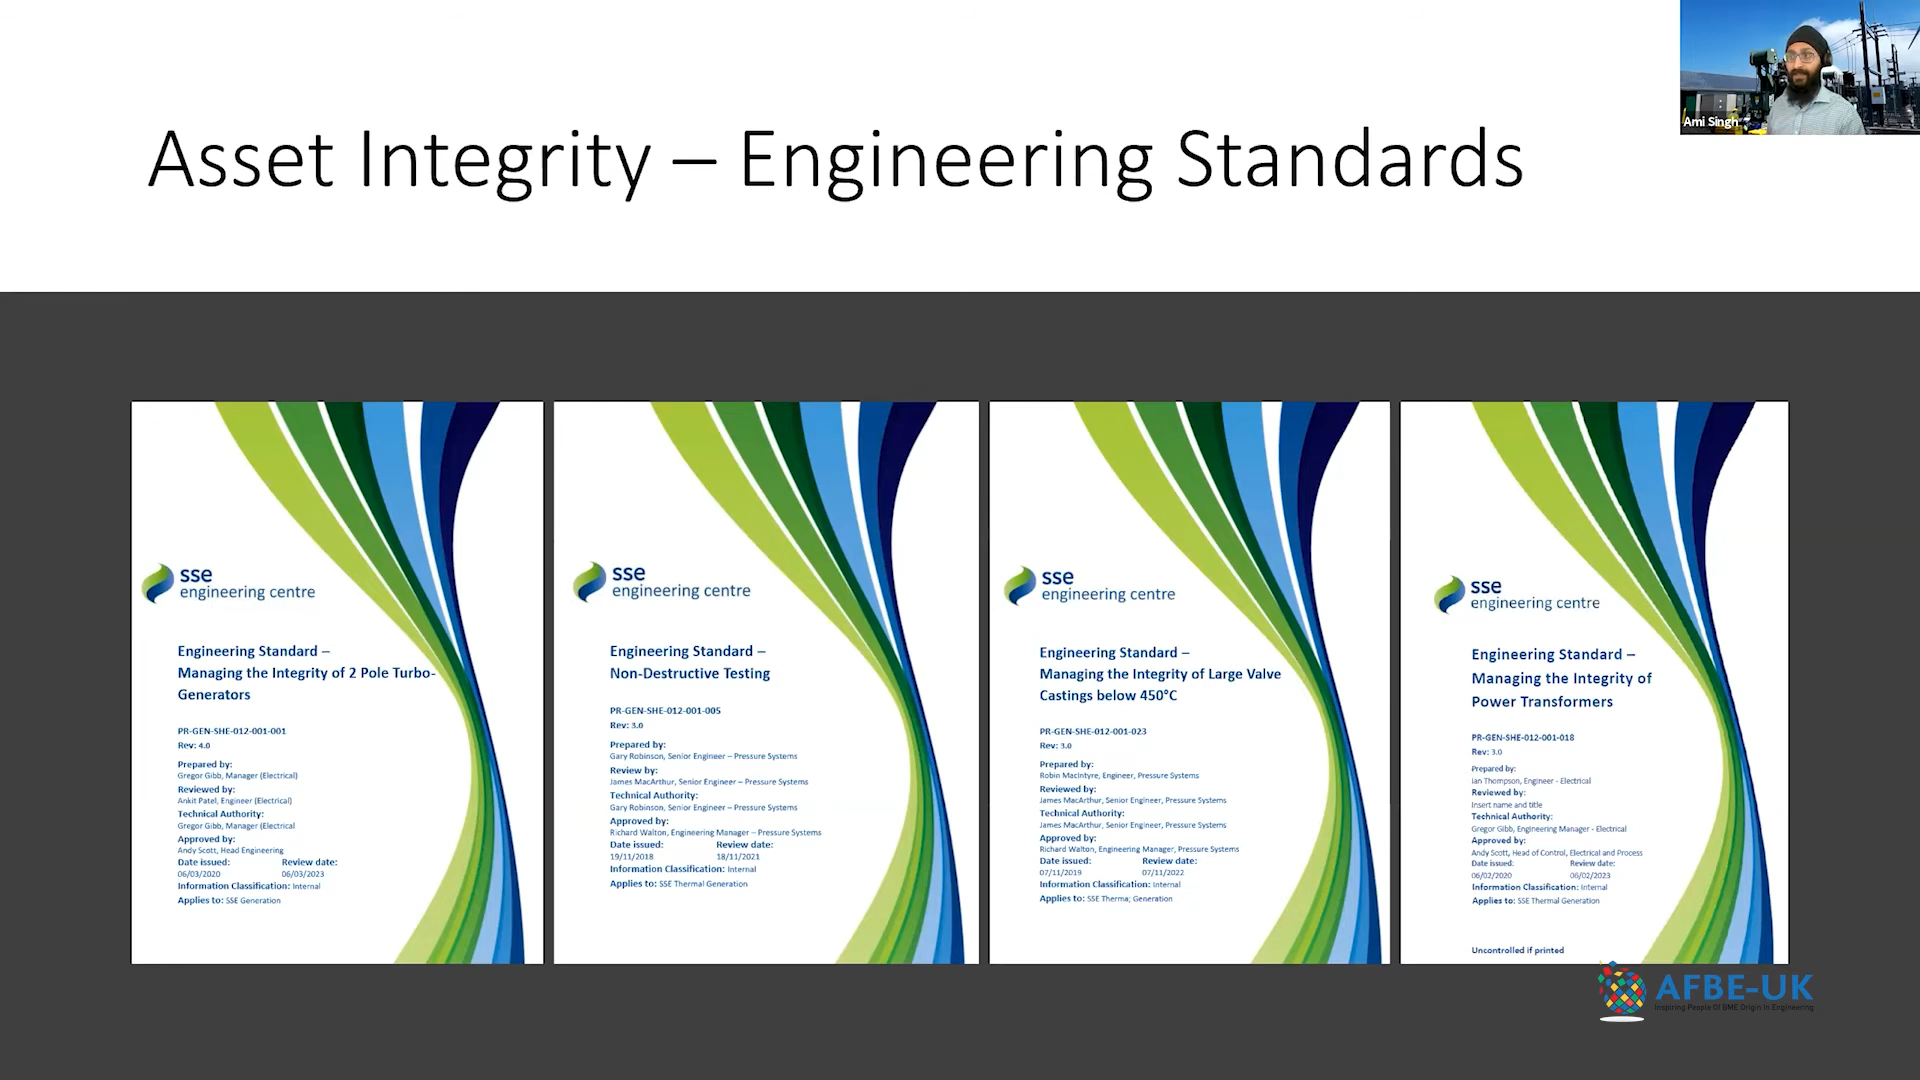 Ami Singh
Asset Integrity – Engineering Standards
sse
engineering centre
Engineering Standard –
Managing the Integrity of 2 Pole Turbo-
Generators
PR-GEN-SHE-012-001-001
Rev: 4.0
Prepared by:
Gregor Gibb, Manager (Electrical)
Reviewed by:
Ankit Patel, Engineer (Electrical)
Technical Authority:
Gregor Gibb, Manager (Electrical
Approved by:
Andy Scott, Head Engineering
Date issued: Review date:
06/03/2020 06/03/2023
Information Classification: Internal
Applies to: SSE Generation
sse
engineering centre
Engineering Standard –
Non-Destructive Testing
PR-GEN-SHE-012-001-005
Rev: 3.0
Prepared by:
Gary Robinson, Senior Engineer – Pressure Systems
Review by:
James MacArthur, Senior Engineer – Pressure Systems
Technical Authority:
Gary Robinson, Senior Engineer – Pressure Systems
Approved by:
Richard Walton, Engineering Manager – Pressure Systems
Date issued: Review date:
19/11/2018 18/11/2021
Information Classification: Internal
Applies to: SSE Thermal Generation
sse
engineering centre
Engineering Standard –
Managing the Integrity of Large Valve
Castings below 450°C
PR-GEN-SHE-012-001-023
Rev: 3.0
Prepared by:
Robin MacIntyre, Engineer, Pressure Systems
Reviewed by:
James MacArthur, Senior Engineer, Pressure Systems
Technical Authority:
James MacArthur, Senior Engineer, Pressure Systems
Approved by:
Richard Walton, Engineering Manager, Pressure Systems
Date issued: Review date:
07/11/2019 07/11/2022
Information Classification: Internal
Applies to: SSE Therma; Generation
sse
engineering centre
Engineering Standard –
Managing the Integrity of
Power Transformers
PR-GEN-SHE-012-001-018
Rev: 3.0
Prepared by:
Ian Thompson, Engineer - Electrical
Reviewed by:
Insert name and title
Technical Authority:
Gregor Gibb, Engineering Manager - Electrical
Approved by:
Andy Scott, Head of Control, Electrical and Process
Date issued: Review date:
06/02/2020 06/02/2023
Information Classification: Internal
Applies to: SSE Thermal Generation
Uncontrolled if printed
AFBE-UK
Inspiring People Of BME Origin In Engineering